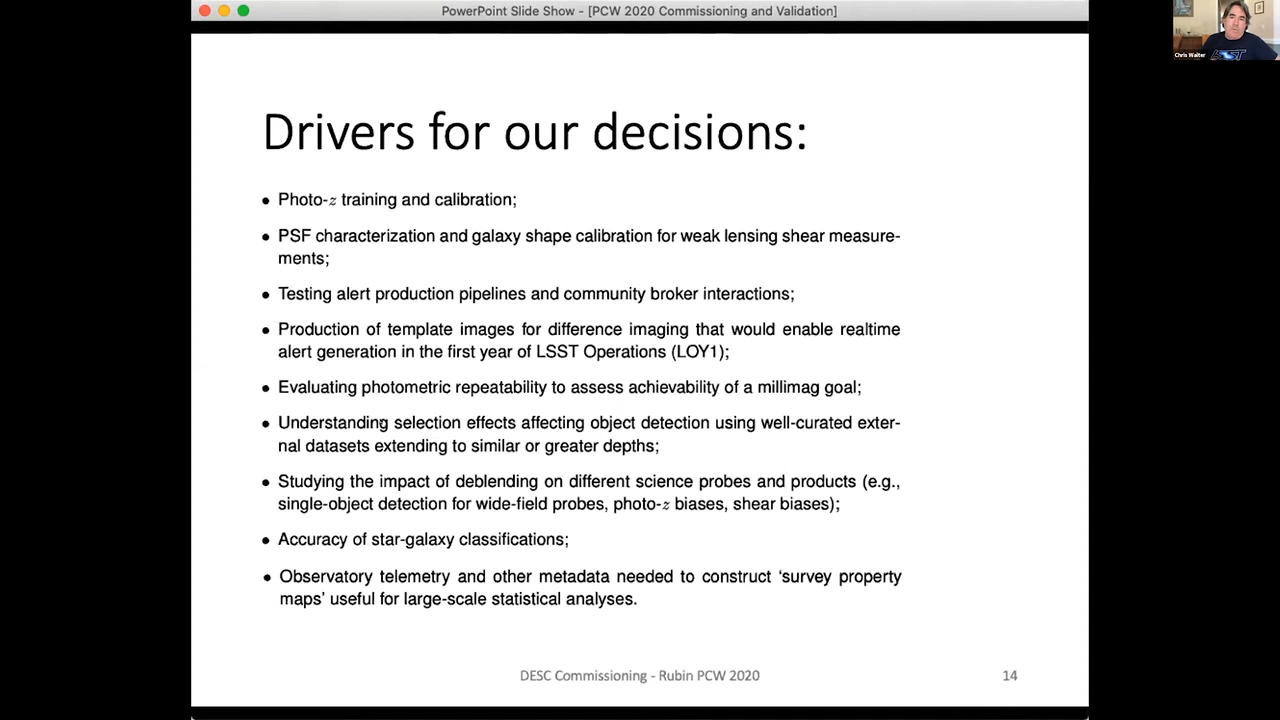 PowerPoint Slide Show - [PCW 2020 Commissioning and Validation]
Chris Walter
LSST
Drivers for our decisions:
• Photo-z training and calibration;
• PSF characterization and galaxy shape calibration for weak lensing shear measure-
ments;
• Testing alert production pipelines and community broker interactions;
• Production of template images for difference imaging that would enable realtime
alert generation in the first year of LSST Operations (LOY1);
• Evaluating photometric repeatability to assess achievability of a millimag goal;
• Understanding selection effects affecting object detection using well-curated exter-
nal datasets extending to similar or greater depths;
• Studying the impact of deblending on different science probes and products (e.g.,
single-object detection for wide-field probes, photo-z biases, shear biases);
• Accuracy of star-galaxy classifications;
• Observatory telemetry and other metadata needed to construct ‘survey property
maps’ useful for large-scale statistical analyses.
DESC Commissioning - Rubin PCW 2020
14